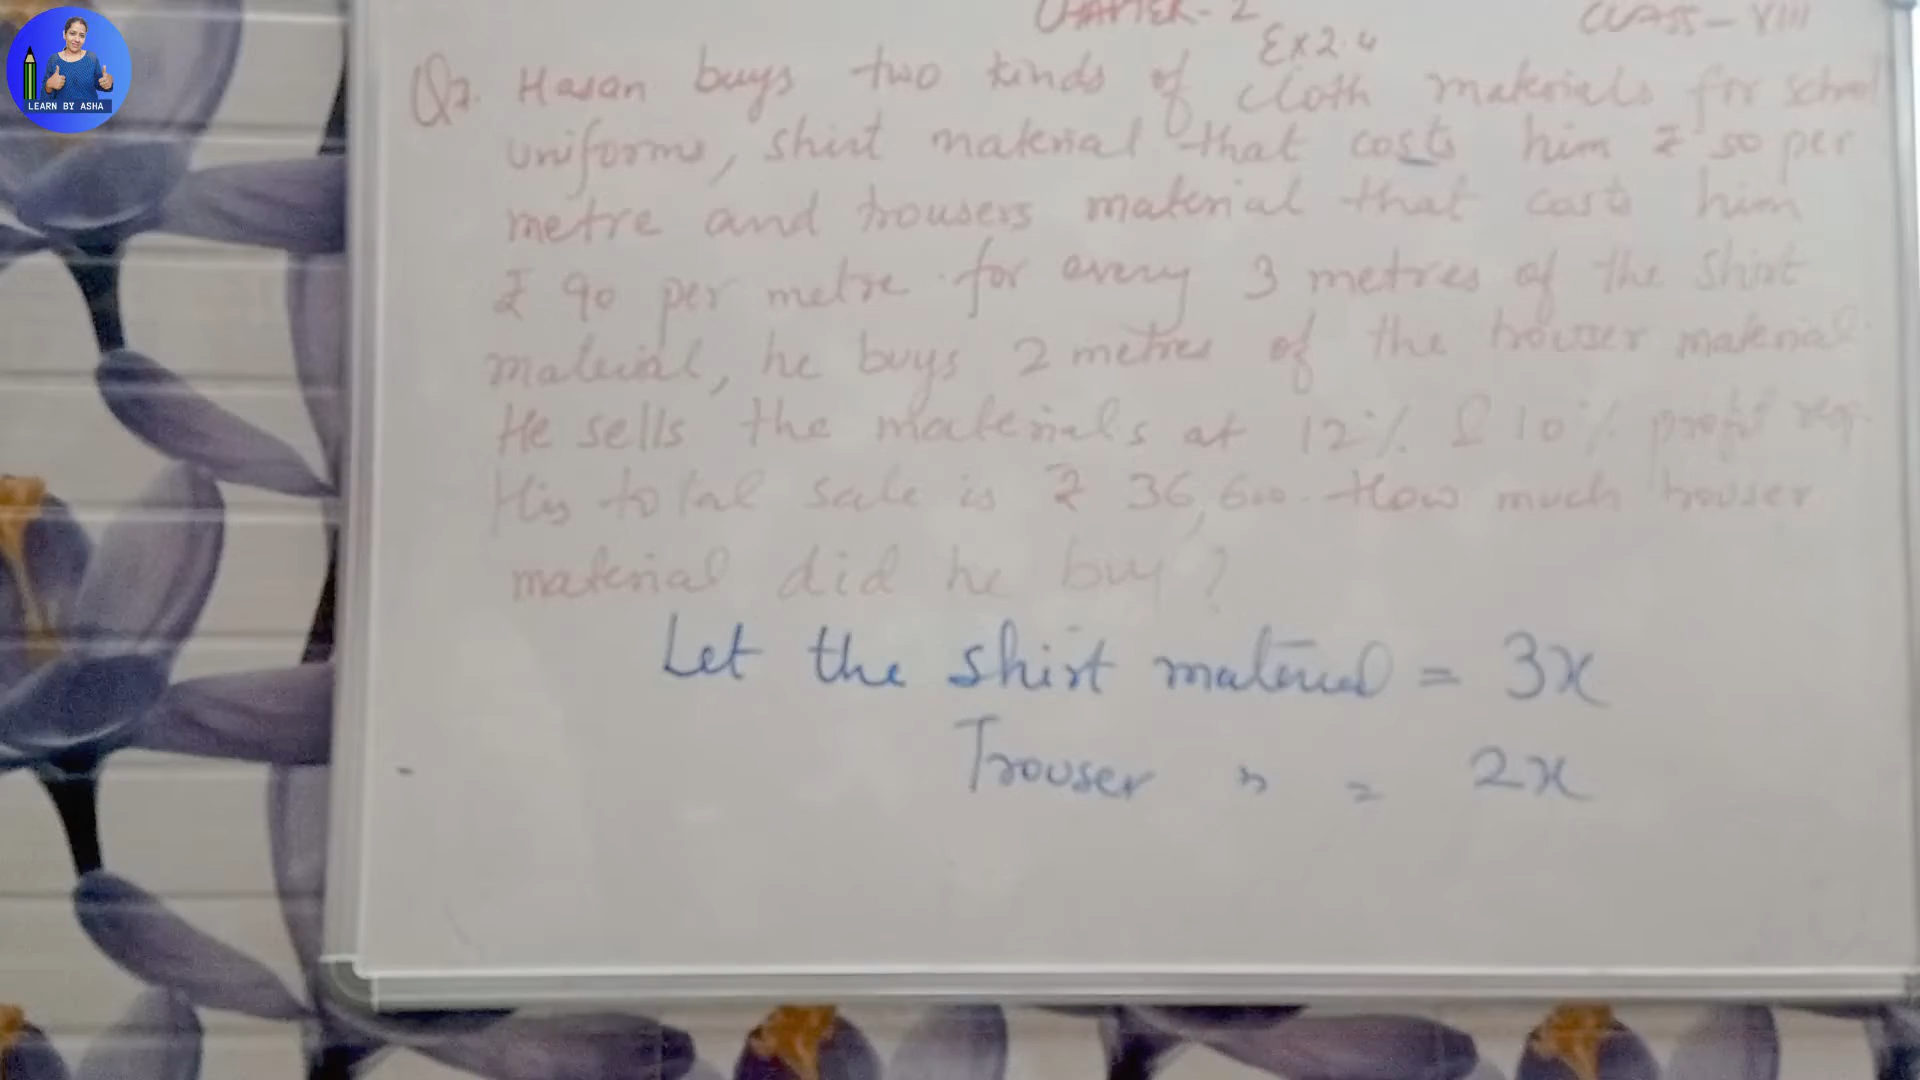 LEARN BY ASHA
CHAPTER-2
CLASS-VIII
Ex2.4
Q7. Hasan buys two kinds of cloth materials for school
uniforms, shirt material that costs him ₹ 50 per
metre and trousers material that costs him
₹ 90 per metre. for every 3 metres of the shirt
material, he buys 2 metres of the trouser material.
He sells the materials at 12% & 10% profit resp.
His total sale is ₹ 36,600. How much trouser
material did he buy?
Let the shirt material = 3x
Trouser " = 2x